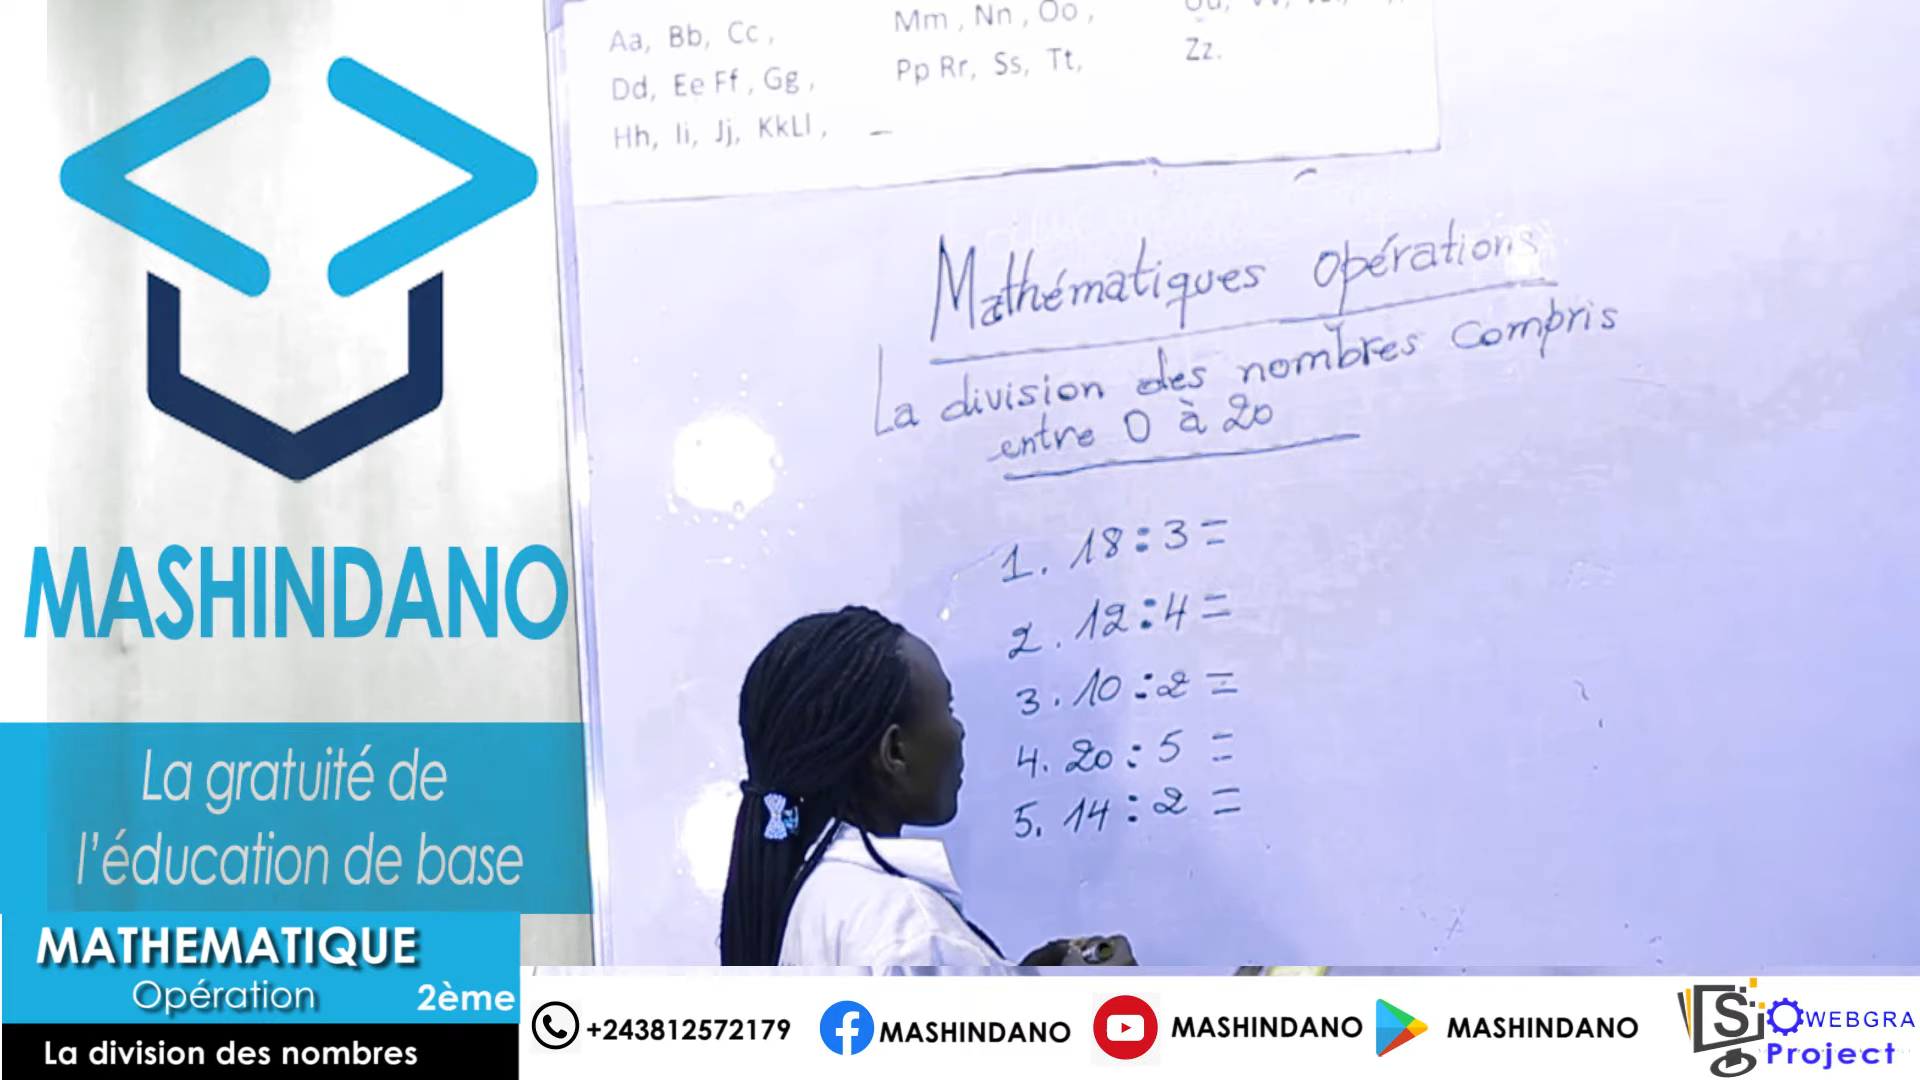 Aa, Bb, Cc,
Dd, Ee Ff, Gg,
Hh, Ii, Jj, KkLl,
Mm, Nn, Oo,
Pp Rr, Ss, Tt,
Zz.
Mathématiques opérations
La division des nombres compris
entre 0 à 20
1. 18:3=
2. 12:4=
3. 10:2=
4. 20:5=
5. 14:2=
MASHINDANO
La gratuité de
l'éducation de base
MATHEMATIQUE
Opération
2ème
La division des nombres
+243812572179
MASHINDANO
MASHINDANO
MASHINDANO
WEBGRA
Project